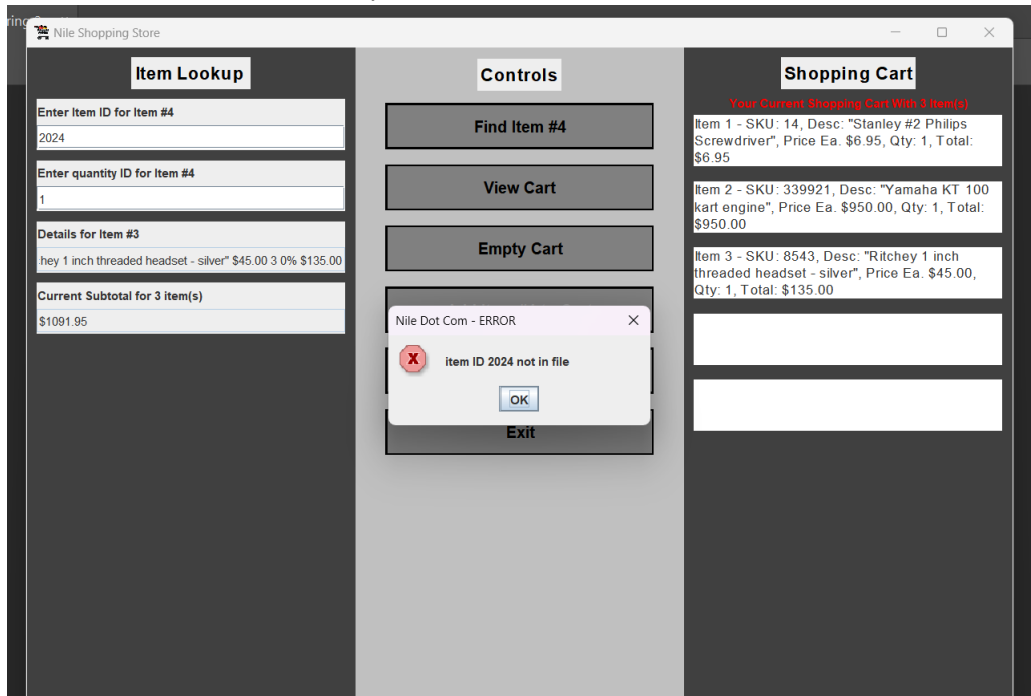 Nile Shopping Store
Item Lookup
Enter Item ID for Item #4
2024
Enter quantity ID for Item #4
1
Details for Item #3
hey 1 inch threaded headset - silver" $45.00 3 0% $135.00
Current Subtotal for 3 item(s)
$1091.95
Controls
Find Item #4
View Cart
Empty Cart
Exit
Nile Dot Com - ERROR
X
item ID 2024 not in file
OK
Shopping Cart
Your Current Shopping Cart With 3 Item(s)
Item 1 - SKU: 14, Desc: "Stanley #2 Philips
Screwdriver", Price Ea. $6.95, Qty: 1, Total:
$6.95
Item 2 - SKU: 339921, Desc: "Yamaha KT 100
kart engine", Price Ea. $950.00, Qty: 1, Total:
$950.00
Item 3 - SKU: 8543, Desc: "Ritchey 1 inch
threaded headset - silver", Price Ea. $45.00,
Qty: 1, Total: $135.00